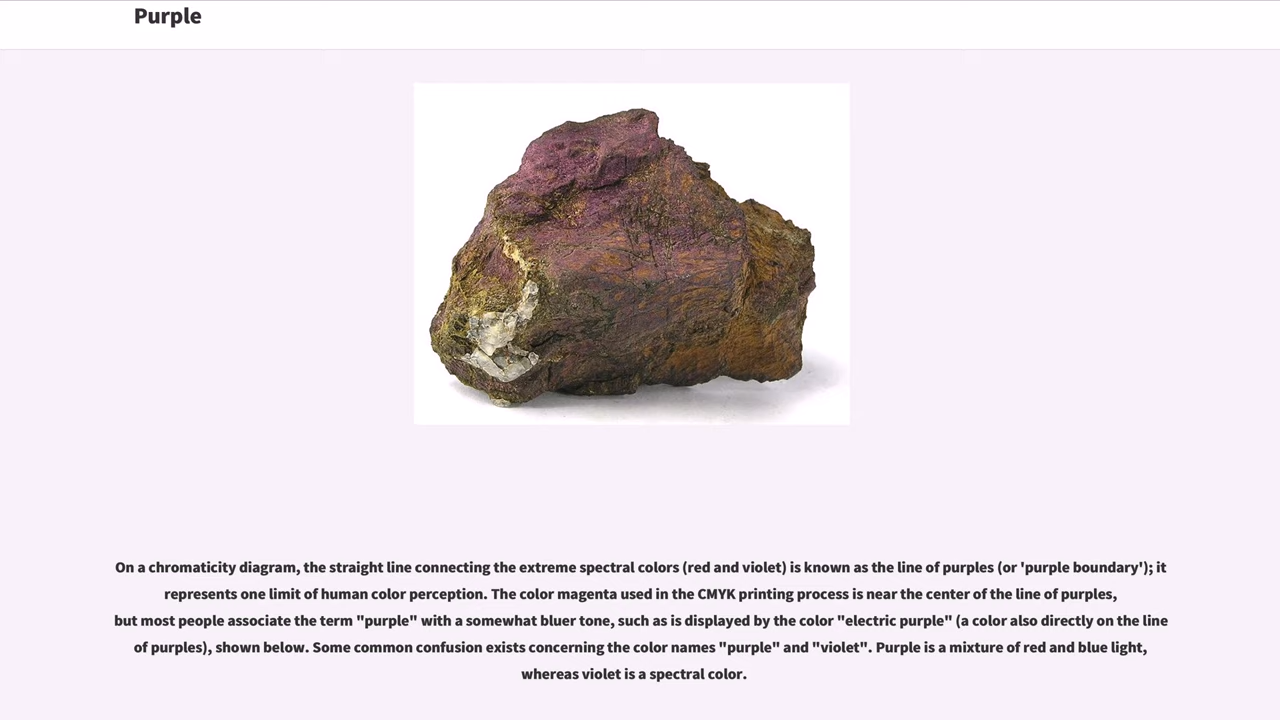 Purple
On a chromaticity diagram, the straight line connecting the extreme spectral colors (red and violet) is known as the line of purples (or 'purple boundary'); it
represents one limit of human color perception. The color magenta used in the CMYK printing process is near the center of the line of purples,
but most people associate the term "purple" with a somewhat bluer tone, such as is displayed by the color "electric purple" (a color also directly on the line
of purples), shown below. Some common confusion exists concerning the color names "purple" and "violet". Purple is a mixture of red and blue light,
whereas violet is a spectral color.